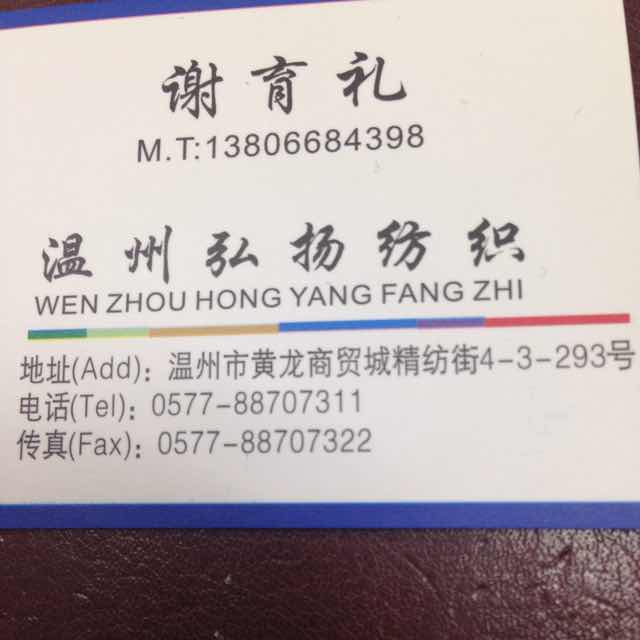 谢育礼
M.T:13806684398
温州弘扬纺织
WEN ZHOU HONG YANG FANG ZHI
地址(Add)：温州市黄龙商贸城精纺街4-3-293号
电话(Tel)：0577-88707311
传真(Fax)：0577-88707322